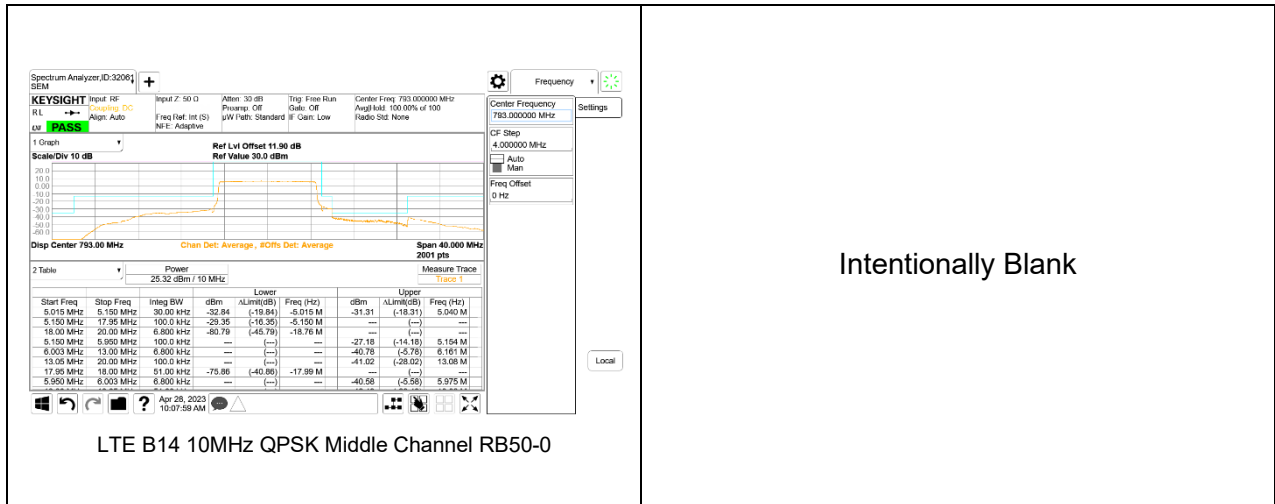 Spectrum Analyzer,ID:32061
SEM
+
Frequency
KEYSIGHT
R L
PASS
Input: RF
Coupling: DC
Align: Auto
Input Z: 50 Ω
Freq Ref: Int (S)
NFE: Adaptive
Atten: 30 dB
Preamp: Off
µW Path: Standard
Trig: Free Run
Gate: Off
IF Gain: Low
Center Freq: 793.000000 MHz
Avg|Hold: 100.00% of 100
Radio Std: None
Center Frequency
793.000000 MHz
Settings
CF Step
4.000000 MHz
Auto
Man
Freq Offset
0 Hz
1 Graph
Scale/Div 10 dB
Ref Lvl Offset 11.90 dB
Ref Value 30.0 dBm
20.0
10.0
0.00
-10.0
-20.0
-30.0
-40.0
-50.0
-60.0
Disp Center 793.00 MHz
Chan Det: Average, #Offs Det: Average
Span 40.000 MHz
2001 pts
2 Table
Power
25.32 dBm / 10 MHz
Measure Trace
Trace 1
Lower Upper
Start Freq Stop Freq Integ BW dBm ΔLimit(dB) Freq (Hz) dBm ΔLimit(dB) Freq (Hz)
5.015 MHz 5.150 MHz 30.00 kHz -32.84 (-19.84) -5.015 M -31.31 (-18.31) 5.040 M
5.150 MHz 17.95 MHz 100.0 kHz -29.35 (-16.35) -5.150 M --- (---) ---
18.00 MHz 20.00 MHz 6.800 kHz -80.79 (-45.79) -18.76 M --- (---) ---
5.150 MHz 5.950 MHz 100.0 kHz --- (---) --- -27.18 (-14.18) 5.154 M
6.003 MHz 13.00 MHz 6.800 kHz --- (---) --- -40.78 (-5.78) 6.161 M
13.05 MHz 20.00 MHz 100.0 kHz --- (---) --- -41.02 (-28.02) 13.08 M
17.95 MHz 18.00 MHz 51.00 kHz -75.86 (-40.86) -17.99 M --- (---) ---
5.950 MHz 6.003 MHz 6.800 kHz --- (---) --- -40.58 (-5.58) 5.975 M
Local
?
Apr 28, 2023
10:07:59 AM
LTE B14 10MHz QPSK Middle Channel RB50-0
Intentionally Blank